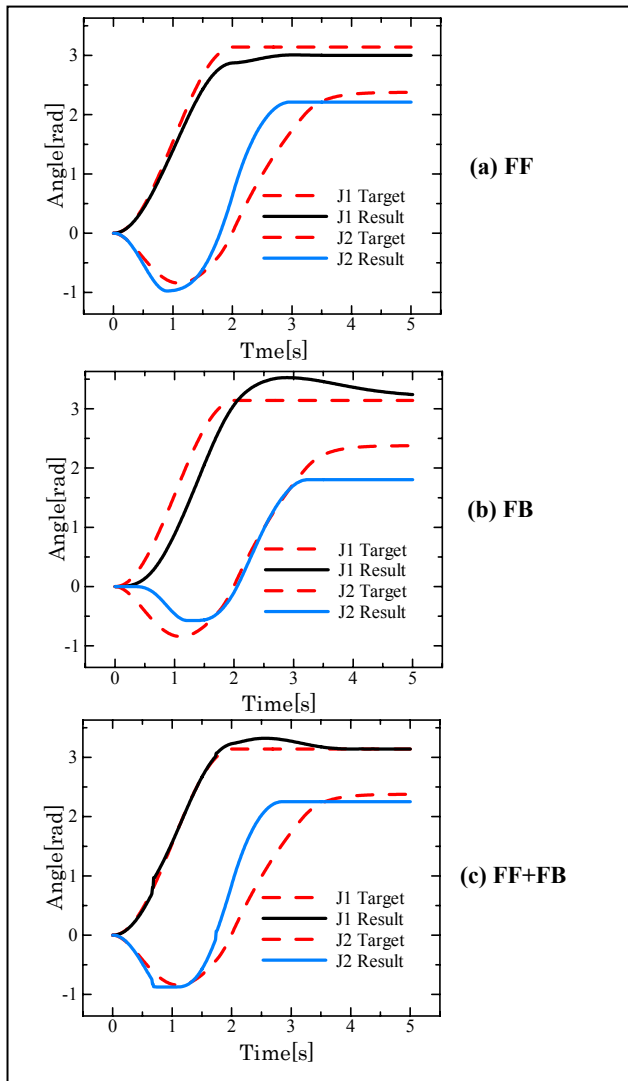 3
2
1
0
-1
Angle[rad]
J1 Target
J1 Result
J2 Target
J2 Result
0 1 2 3 4 5
Tme[s]
(a) FF
3
2
1
0
-1
Angle[rad]
J1 Target
J1 Result
J2 Target
J2 Result
0 1 2 3 4 5
Time[s]
(b) FB
3
2
1
0
-1
Angle[rad]
J1 Target
J1 Result
J2 Target
J2 Result
0 1 2 3 4 5
Time[s]
(c) FF+FB